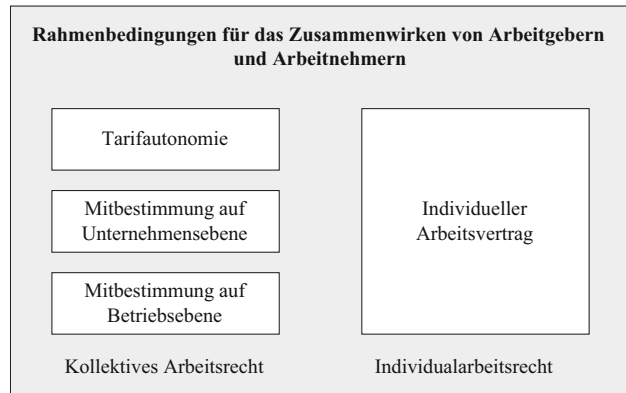 Rahmenbedingungen für das Zusammenwirken von Arbeitgebern
und Arbeitnehmern
Tarifautonomie
Mitbestimmung auf
Unternehmensebene
Mitbestimmung auf
Betriebsebene
Kollektives Arbeitsrecht
Individueller
Arbeitsvertrag
Individualarbeitsrecht